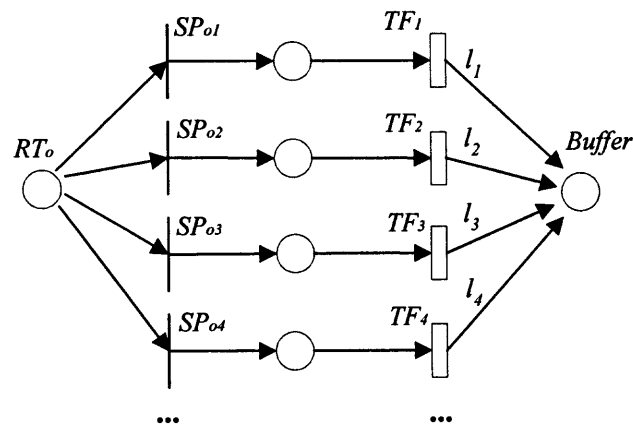 SPo1 TF1 l1
SPo2 TF2 l2
RTo Buffer
SPo3 TF3 l3
SPo4 TF4 l4
... ...